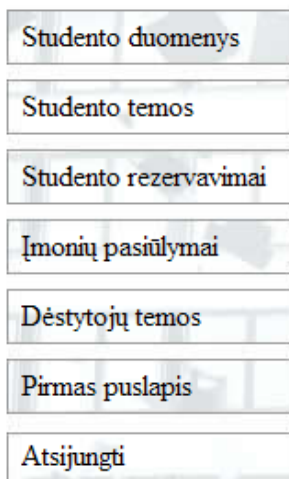 Studento duomenys
Studento temos
Studento rezervavimai
Įmonių pasiūlymai
Dėstytojų temos
Pirmas puslapis
Atsijungti